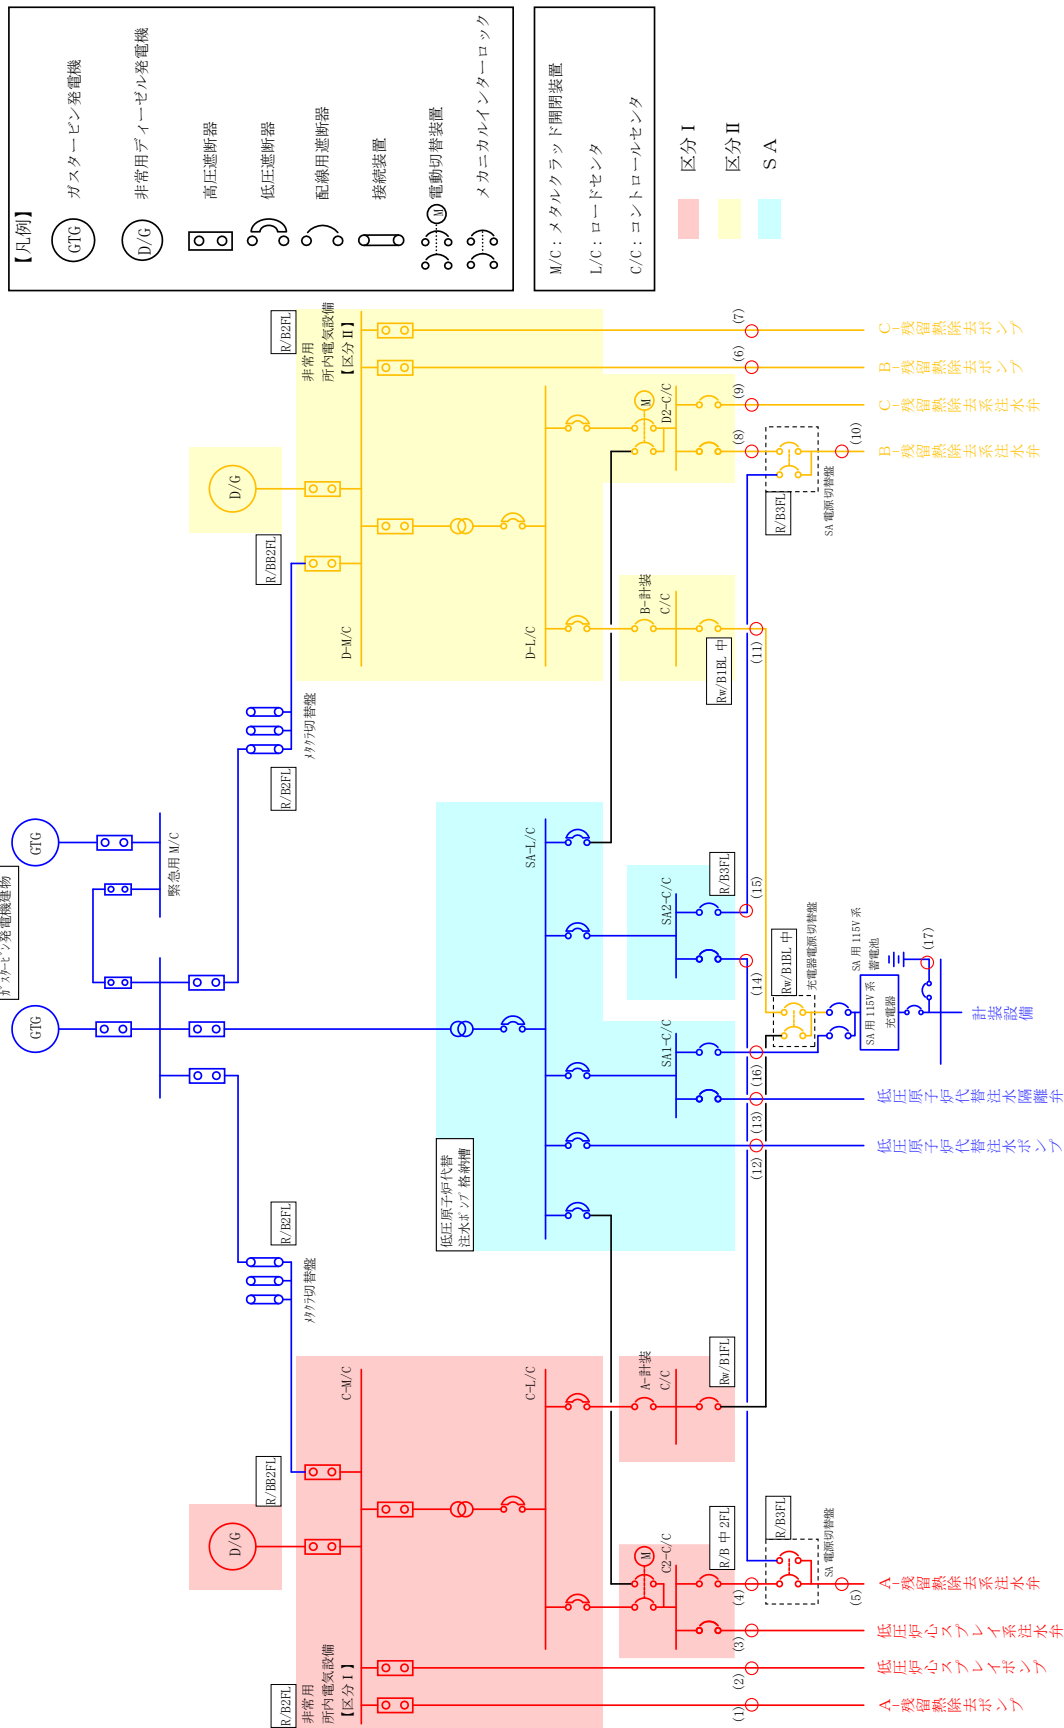 【凡例】
GTG
ガスタービン発電機
D/G
非常用ディーゼル発電機
高圧遮断器
低圧遮断器
配線用遮断器
接続装置
M
電動切替装置
メカニカルインターロック
M/C：メタルクラッド開閉装置
L/C：ロードセンタ
C/C：コントロールセンタ
区分Ⅰ
区分Ⅱ
ＳＡ
ガスタービン発電機建物
GTG
GTG
緊急用 M/C
R/B2FL
メタクラ切替盤
R/B2FL
メタクラ切替盤
R/BB2FL
D/G
R/BB2FL
D/G
R/B2FL
非常用
所内電気設備
【区分Ⅰ】
C-M/C
C-L/C
R/B2FL
非常用
所内電気設備
【区分Ⅱ】
D-M/C
D-L/C
低圧原子炉代替
注水ポンプ格納槽
SA-L/C
SA1-C/C
SA2-C/C
R/B3FL
M
C2-C/C
R/B 中 2FL
A-計装
C/C
Rw/B1FL
B-計装
C/C
Rw/B1BL 中
M
D2-C/C
R/B3FL
SA 電源切替盤
R/B3FL
SA 電源切替盤
Rw/B1BL 中
充電器電源切替盤
SA 用 115V 系
充電器
SA 用 115V 系
蓄電池
(1)
(2)
(3)
(4)
(5)
(6)
(7)
(8)
(9)
(10)
(11)
(12)
(13)
(14)
(15)
(16)
(17)
A-残留熱除去ポンプ
低圧炉心スプレイポンプ
低圧炉心スプレイ系注水弁
A-残留熱除去系注水弁
低圧原子炉代替注水ポンプ
低圧原子炉代替注水隔離弁
計装設備
B-残留熱除去系注水弁
C-残留熱除去系注水弁
B-残留熱除去ポンプ
C-残留熱除去ポンプ